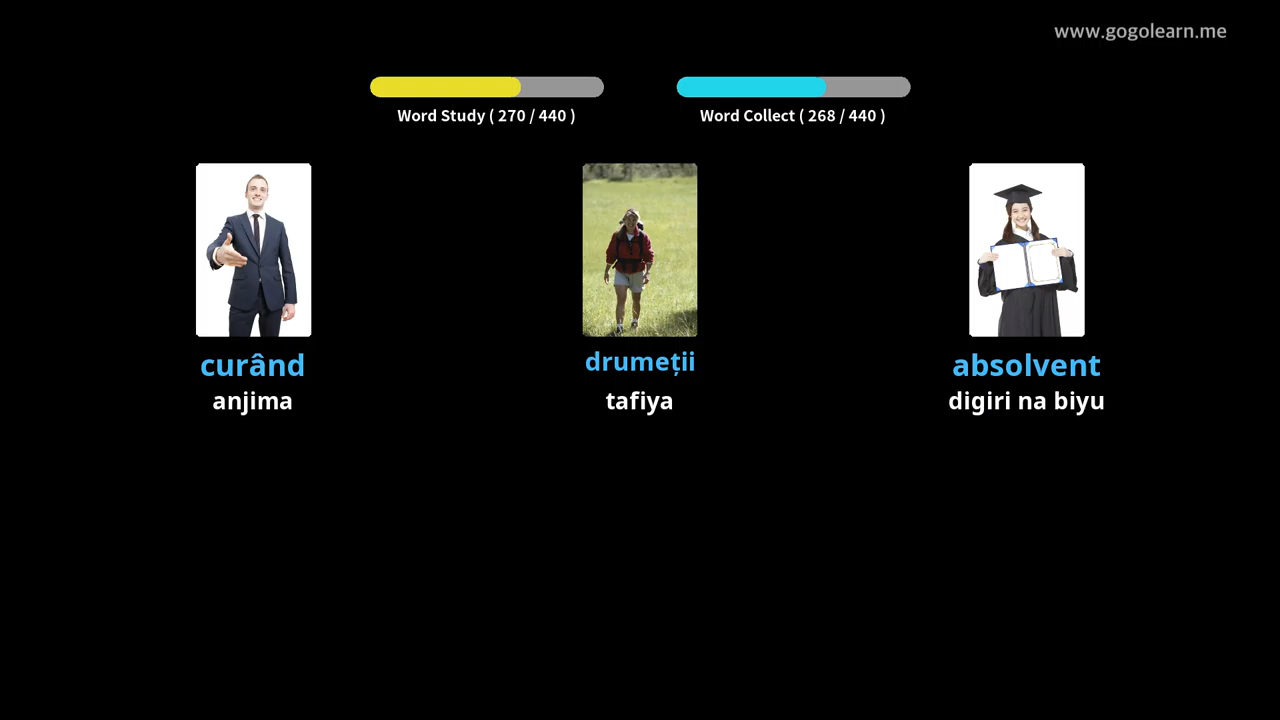 www.gogolearn.me
Word Study ( 270 / 440 )
Word Collect ( 268 / 440 )
curând
anjima
drumeții
tafiya
absolvent
digiri na biyu